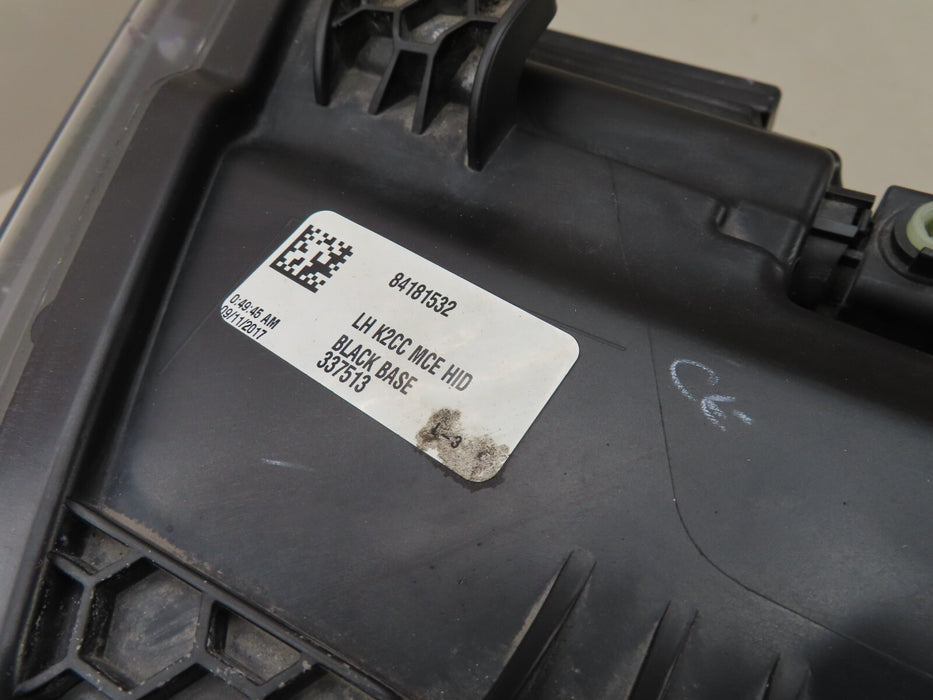 84181532
0:49:45 AM
09/11/2017
LH K2CC MCE HID
BLACK BASE
337513